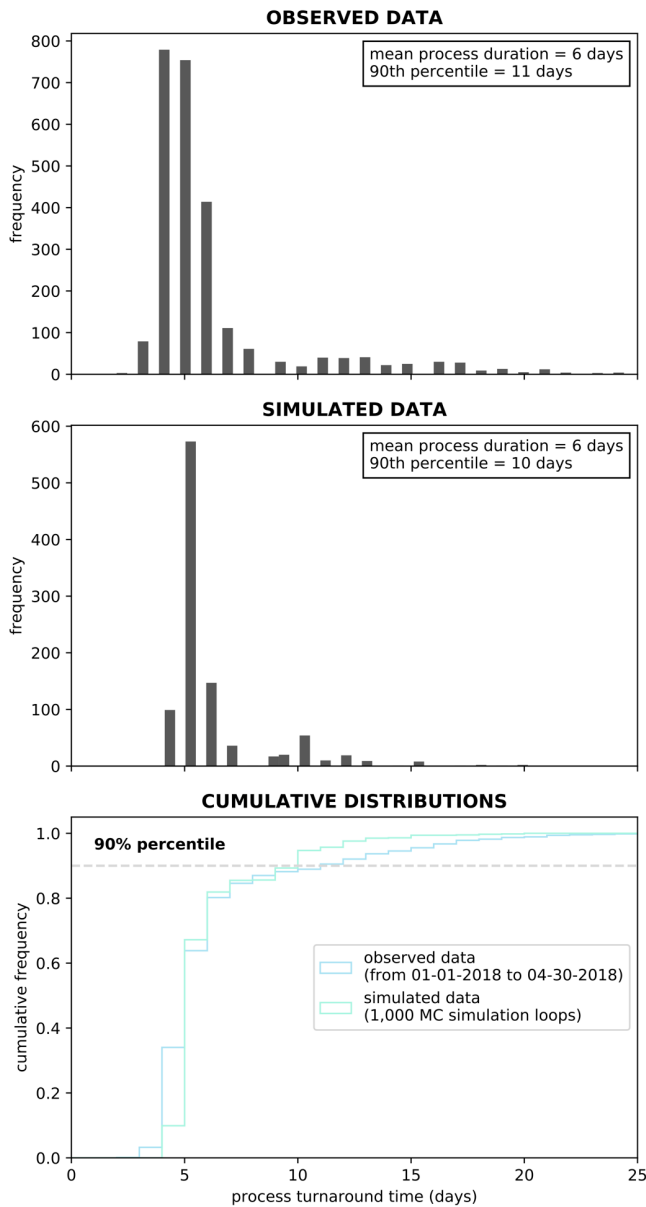 OBSERVED DATA
800
700
600
500
400
300
200
100
0
frequency
mean process duration = 6 days
90th percentile = 11 days
SIMULATED DATA
600
500
400
300
200
100
0
frequency
mean process duration = 6 days
90th percentile = 10 days
CUMULATIVE DISTRIBUTIONS
1.0
0.8
0.6
0.4
0.2
0.0
cumulative frequency
90% percentile
observed data
(from 01-01-2018 to 04-30-2018)
simulated data
(1,000 MC simulation loops)
0 5 10 15 20 25
process turnaround time (days)